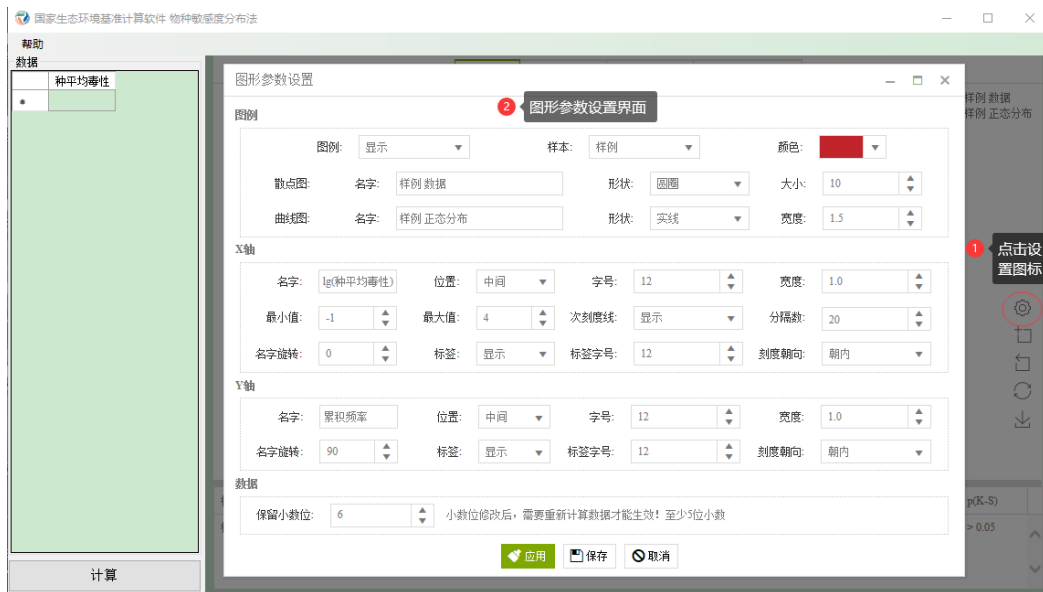 国家生态环境基准计算软件 物种敏感度分布法
帮助
数据
种平均毒性
图形参数设置
2 图形参数设置界面
样例 数据
样例 正态分布
图例
图例: 显示 样本: 样例 颜色:
散点图: 名字: 样例 数据 形状: 圆圈 大小: 10
曲线图: 名字: 样例 正态分布 形状: 实线 宽度: 1.5
X轴
1 点击设
置图标
名字: lg(种平均毒性) 位置: 中间 字号: 12 宽度: 1.0
最小值: -1 最大值: 4 次刻度线: 显示 分隔数: 20
名字旋转: 0 标签: 显示 标签字号: 12 刻度朝向: 朝内
Y轴
名字: 累积频率 位置: 中间 字号: 12 宽度: 1.0
名字旋转: 90 标签: 显示 标签字号: 12 刻度朝向: 朝内
数据
保留小数位: 6 小数位修改后，需要重新计算数据才能生效！至少5位小数
p(K-S)
> 0.05
应用 保存 取消
计算